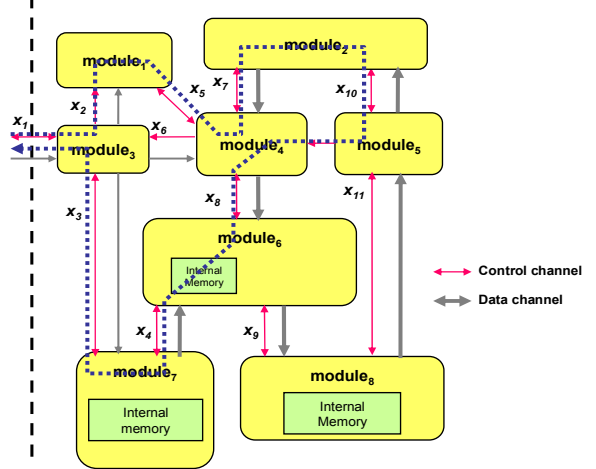 module2
module1
x5
x7
x10
x2
x1
x6
module3
module4
module5
x3
x8
x11
module6
Internal
Memory
Control channel
Data channel
x4
x9
module7
module8
Internal
memory
Internal
Memory